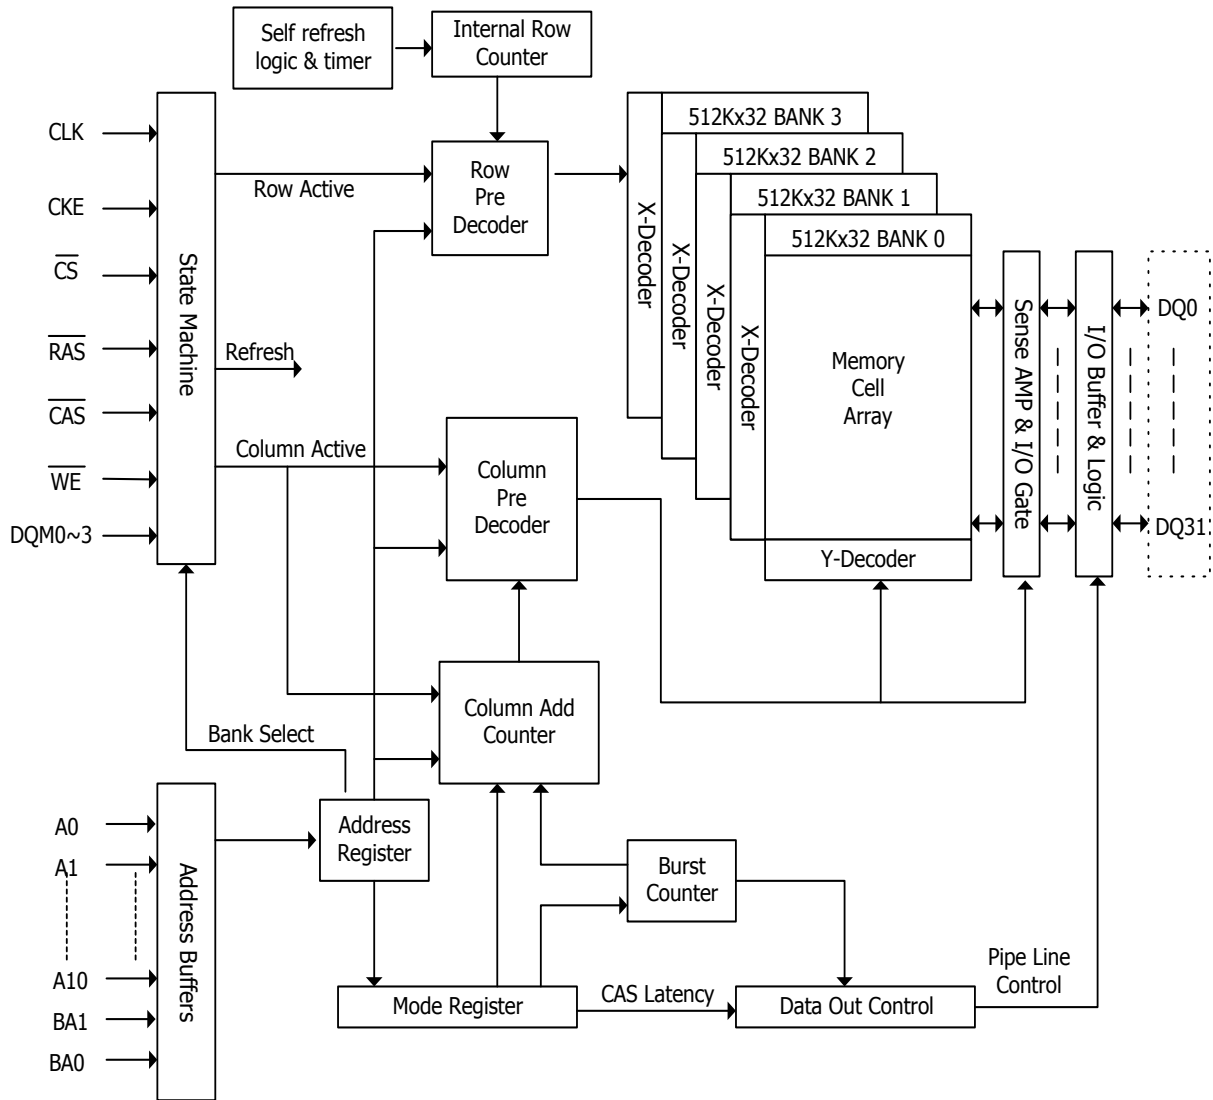 Self refresh
logic & timer
Internal Row
Counter
CLK
CKE
CS
RAS
CAS
WE
DQM0~3
State Machine
Row Active
Refresh
Column Active
Bank Select
Row
Pre
Decoder
Column
Pre
Decoder
Column Add
Counter
X-Decoder
X-Decoder
X-Decoder
X-Decoder
512Kx32 BANK 3
512Kx32 BANK 2
512Kx32 BANK 1
512Kx32 BANK 0
Memory
Cell
Array
Y-Decoder
Sense AMP & I/O Gate
I/O Buffer & Logic
DQ0
DQ31
A0
A1
A10
BA1
BA0
Address Buffers
Address
Register
Burst
Counter
Mode Register
CAS Latency
Data Out Control
Pipe Line
Control